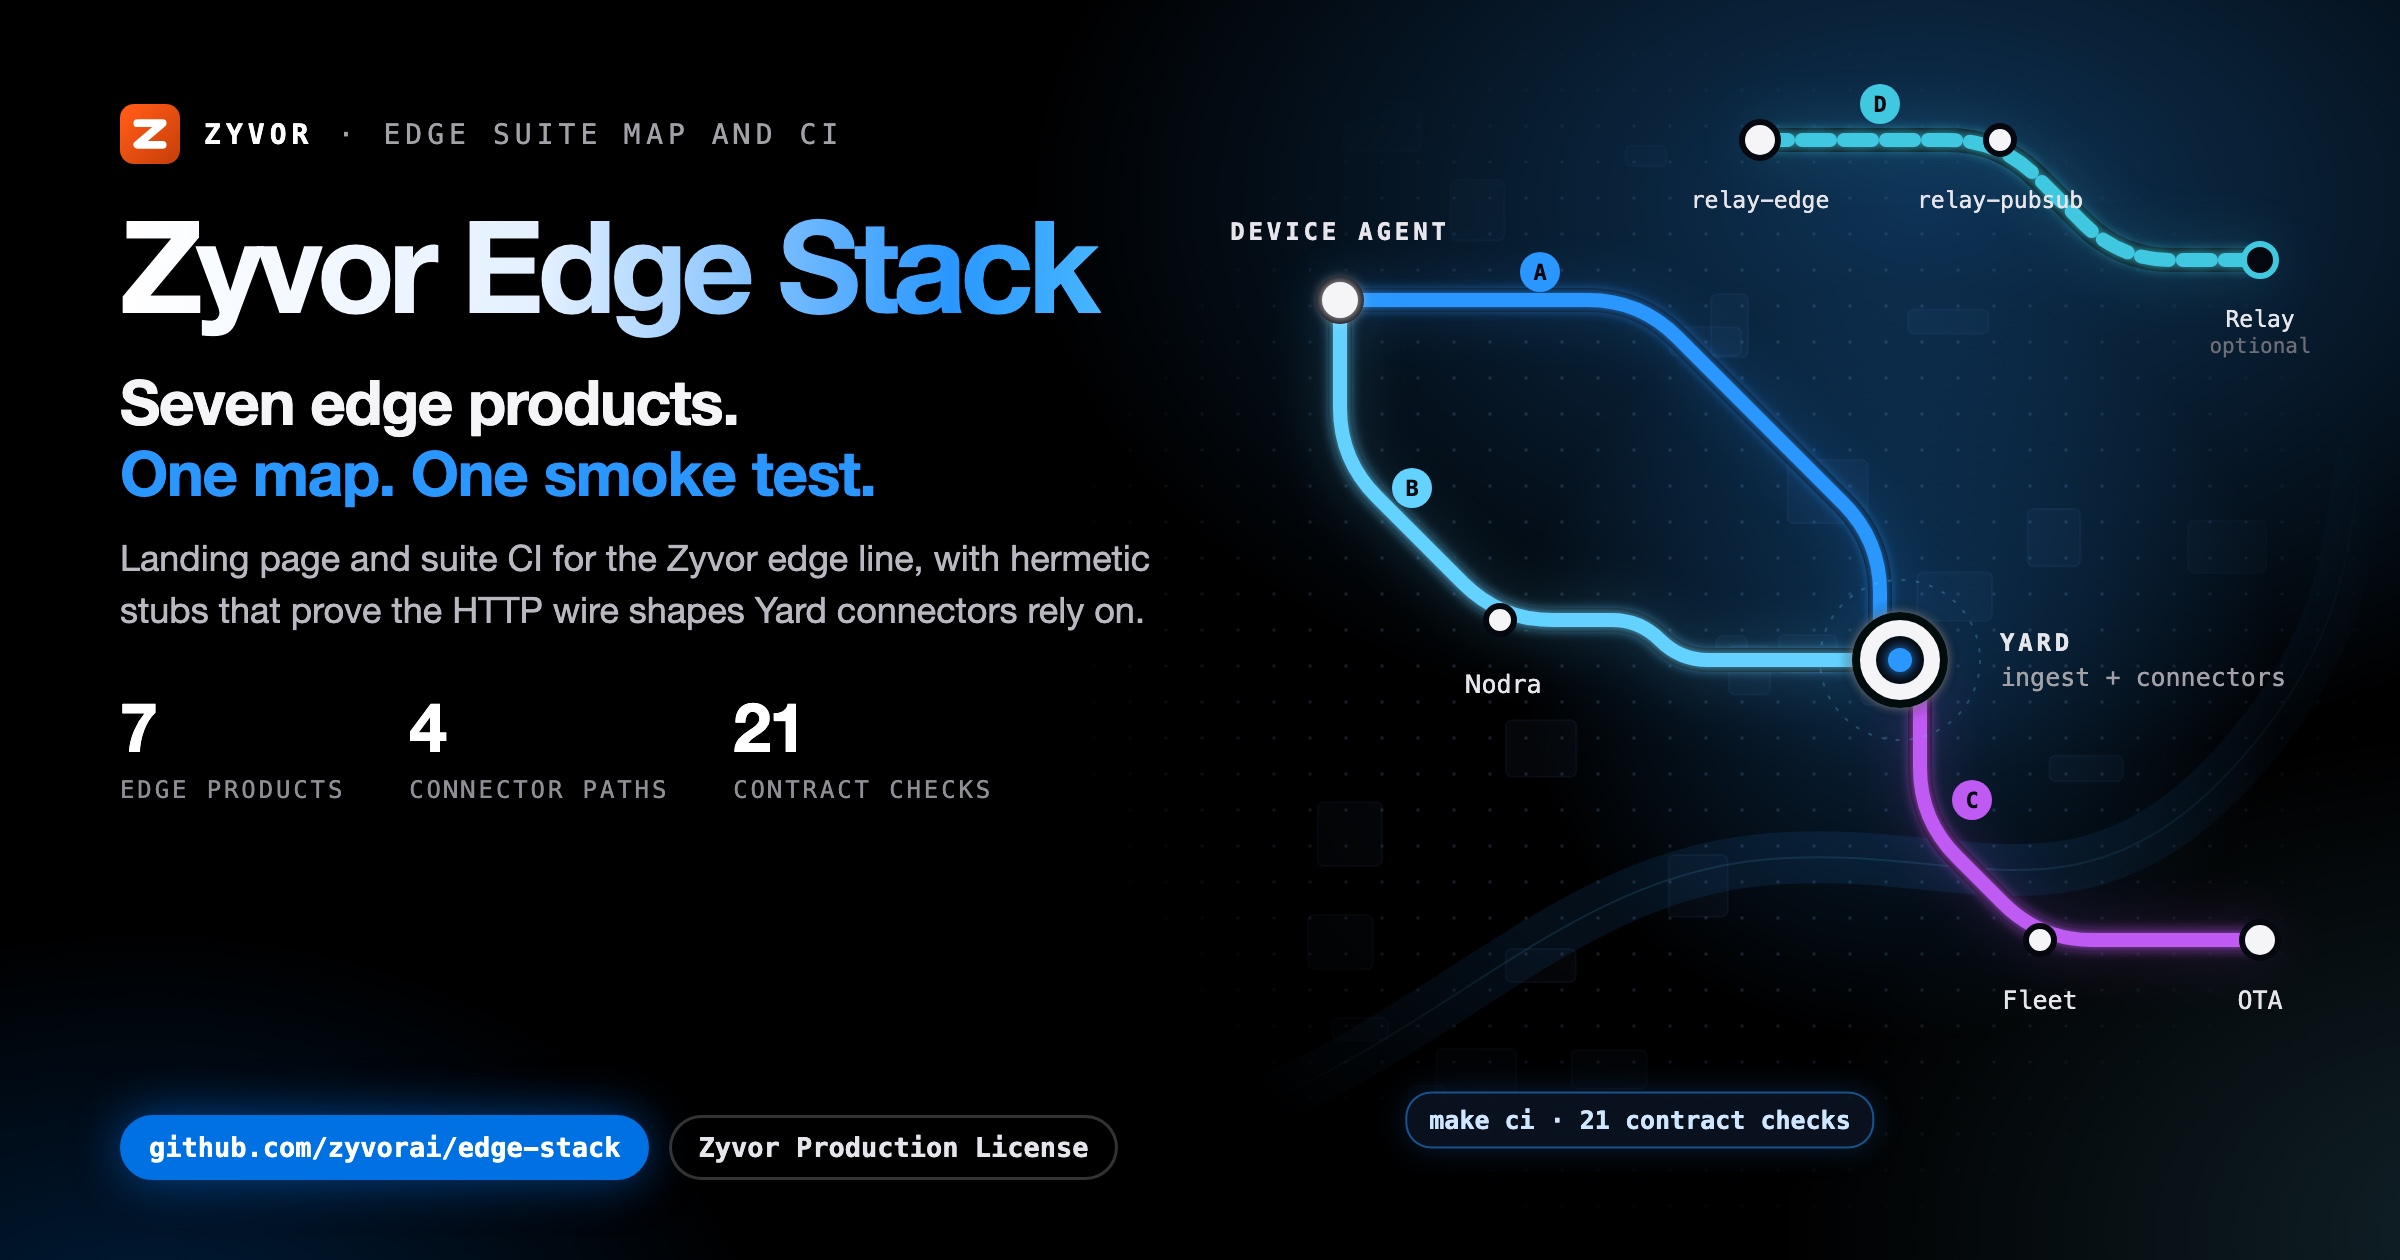 Z ZYVOR · EDGE SUITE MAP AND CI
Zyvor Edge Stack
Seven edge products.
One map. One smoke test.
Landing page and suite CI for the Zyvor edge line, with hermetic
stubs that prove the HTTP wire shapes Yard connectors rely on.
7
EDGE PRODUCTS
4
CONNECTOR PATHS
21
CONTRACT CHECKS
github.com/zyvorai/edge-stack
Zyvor Production License
D
relay-edge
relay-pubsub
Relay
optional
DEVICE AGENT
A
B
Nodra
YARD
ingest + connectors
C
Fleet
OTA
make ci · 21 contract checks